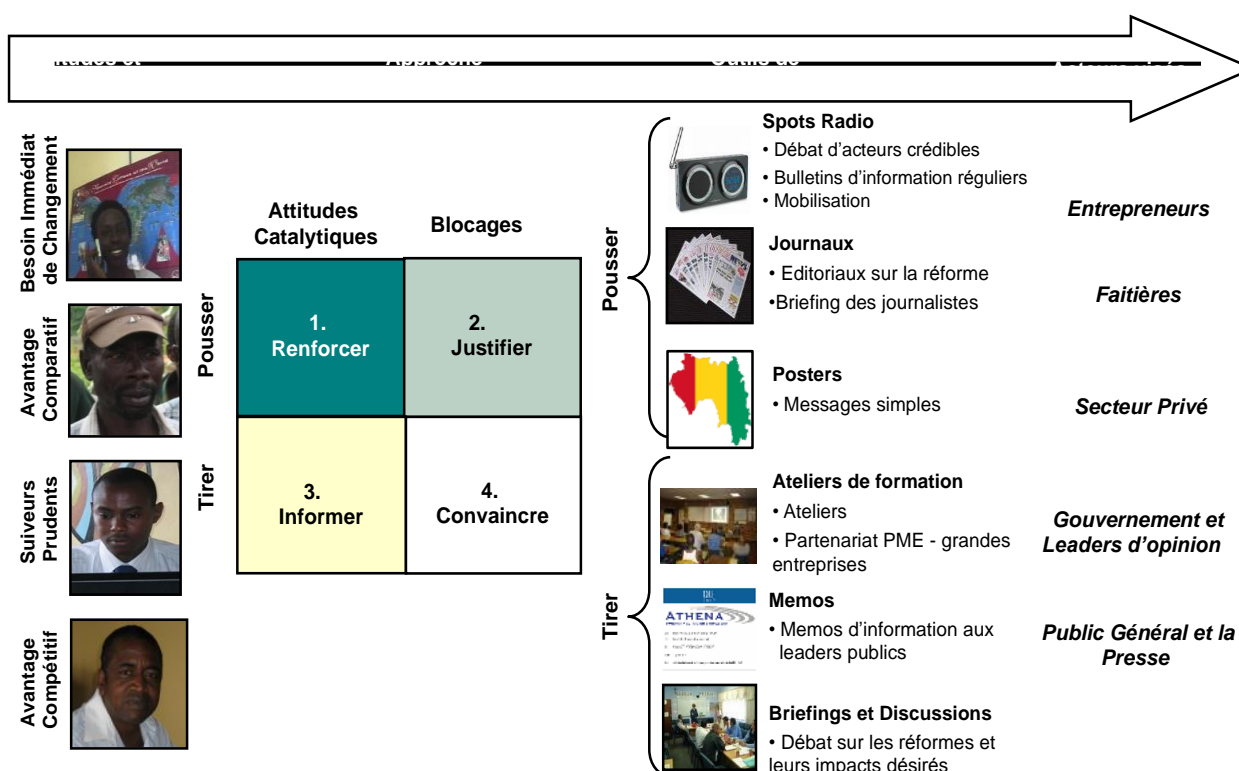 Approche
Outils de
Besoin Immédiat
de Changement
Avantage
Comparatif
Suiveurs
Prudents
Avantage
Compétitif
Attitudes
Catalytiques
Blocages
Pousser
Tirer
1.
Renforcer
2.
Justifier
3.
Informer
4.
Convaincre
Pousser
Spots Radio
• Débat d'acteurs crédibles
• Bulletins d'information réguliers
• Mobilisation
Journaux
• Editoriaux sur la réforme
•Briefing des journalistes
Posters
• Messages simples
Tirer
Ateliers de formation
• Ateliers
• Partenariat PME - grandes
entreprises
Memos
• Memos d'information aux
leaders publics
ATHENA
Briefings et Discussions
• Débat sur les réformes et
leurs impacts désirés
Entrepreneurs
Faitières
Secteur Privé
Gouvernement et
Leaders d'opinion
Public Général et la
Presse